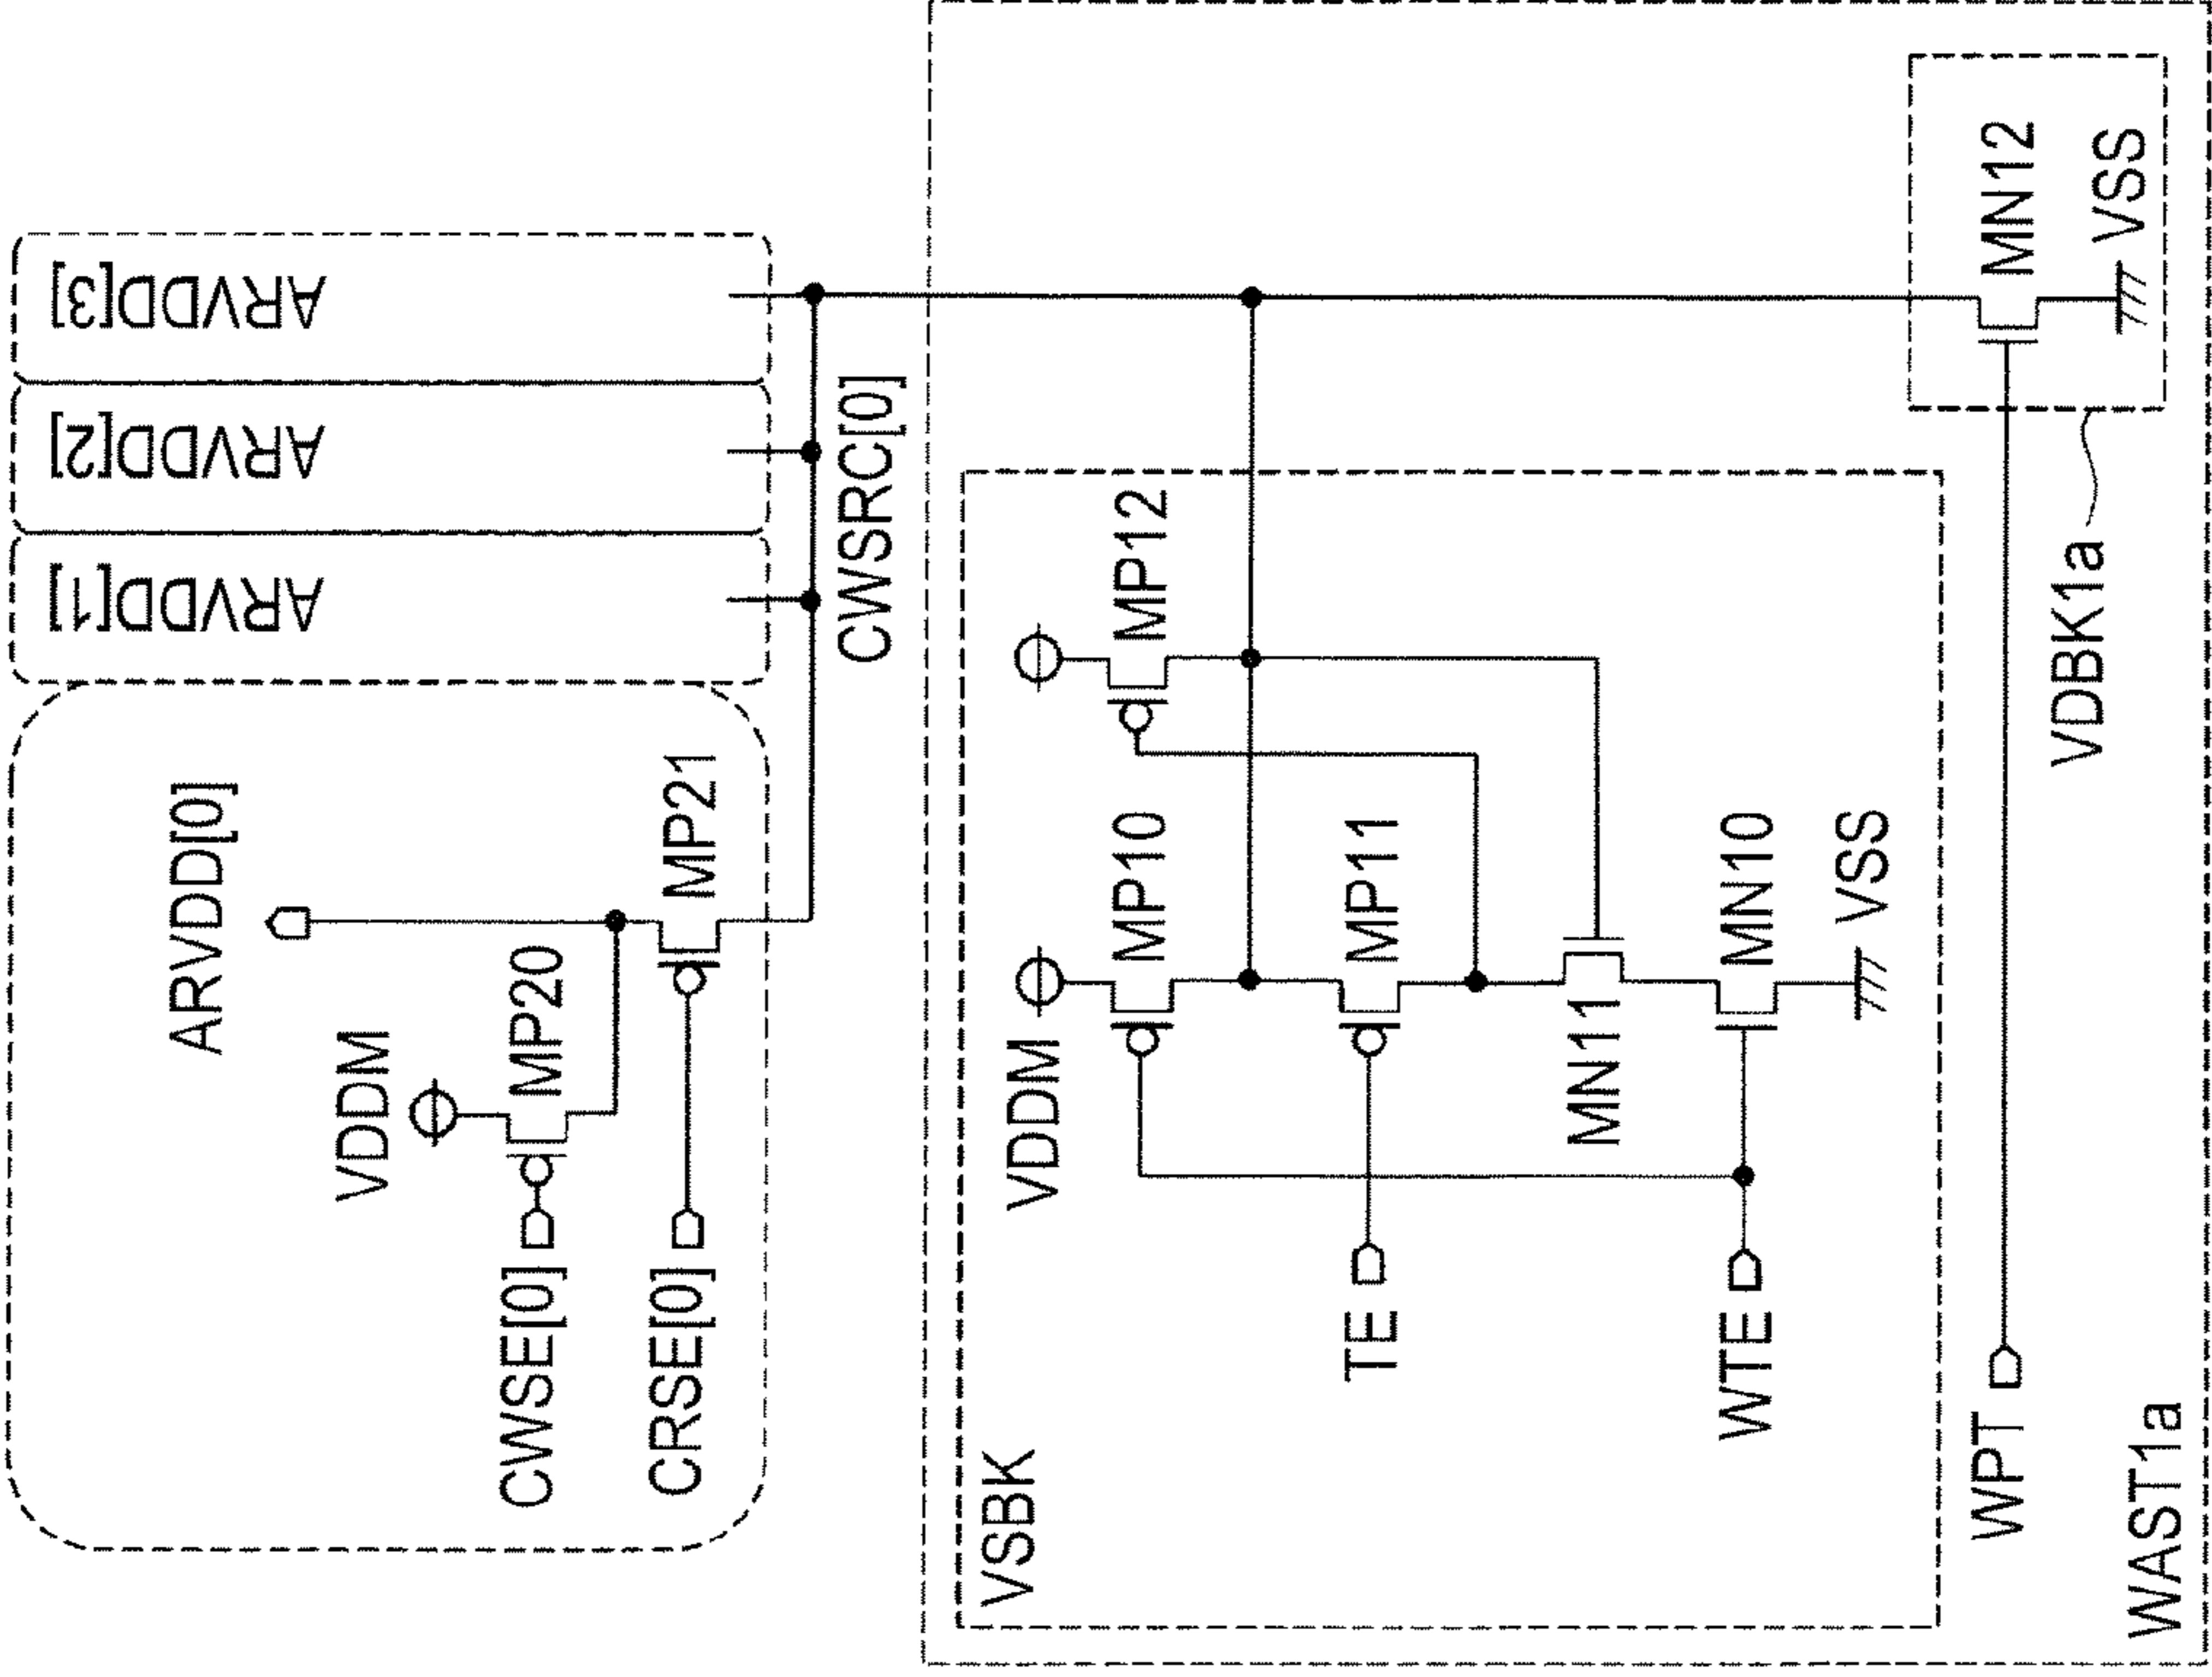 ARVDD[0]
VDDM
MP20
CWSE[0]
CRSE[0]
MP21
ARVDD[1]
ARVDD[2]
ARVDD[3]
CWSRC[0]
VSBK
VDDM
MP10
MP12
TE
MP11
MN11
WTE
MN10
VSS
WPT
VDBK1a
MN12
VSS
WAST1a